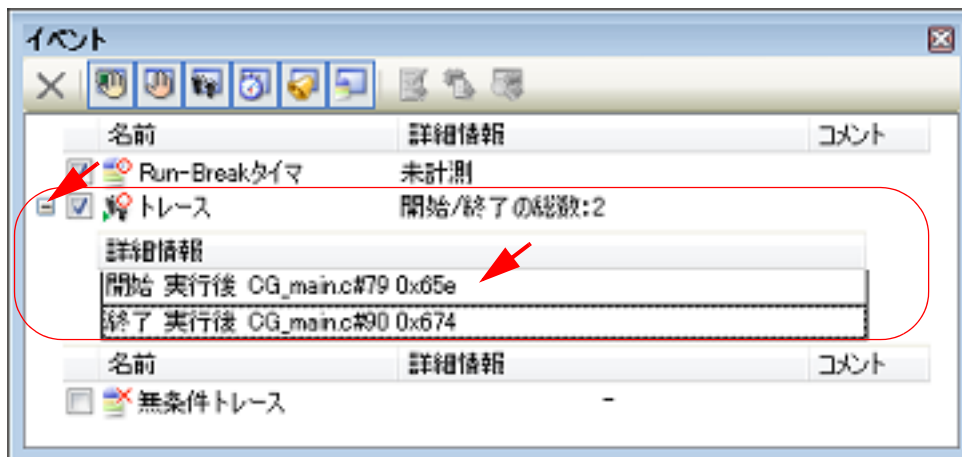 イベント
名前 詳細情報 コメント
Run-Breakタイマ 未計測
トレース 開始/終了の総数:2
詳細情報
開始 実行後 CG_main.c#79 0x65e
終了 実行後 CG_main.c#90 0x674
名前 詳細情報 コメント
無条件トレース -